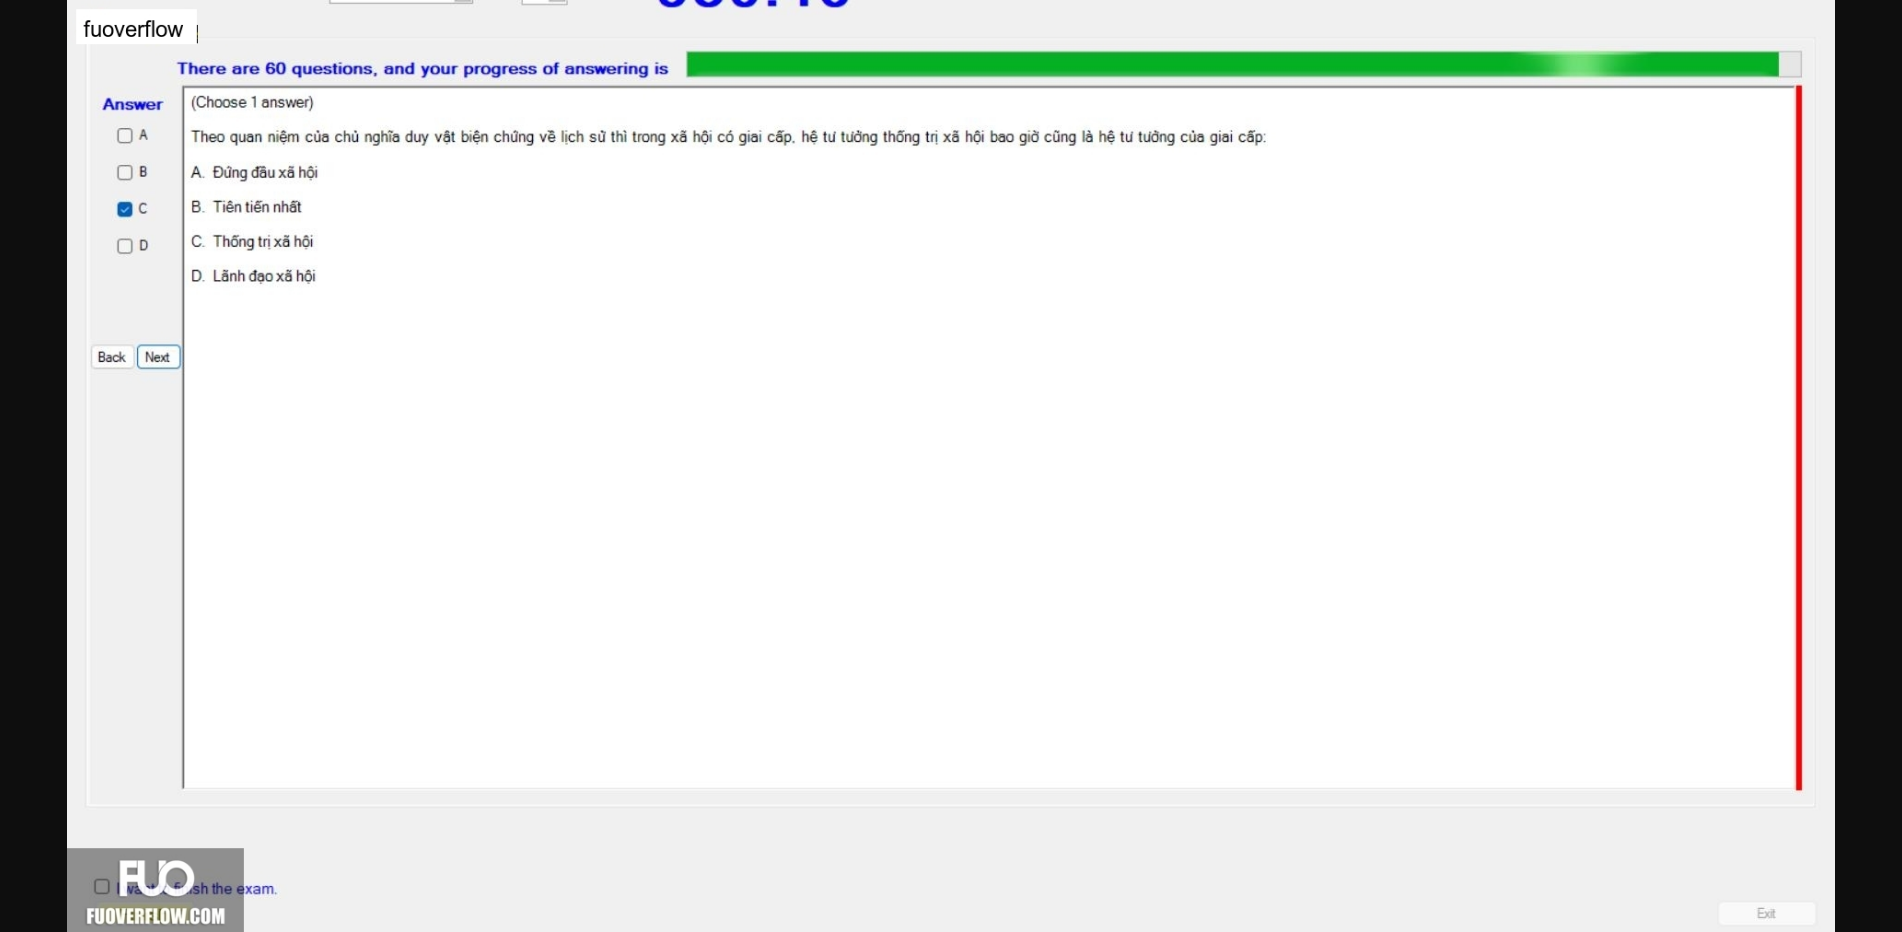 fuoverflow
There are 60 questions, and your progress of answering is
Answer
(Choose 1 answer)
A
Theo quan niệm của chủ nghĩa duy vật biện chứng về lịch sử thì trong xã hội có giai cấp, hệ tư tưởng thống trị xã hội bao giờ cũng là hệ tư tưởng của giai cấp:
B
A. Đứng đầu xã hội
C
B. Tiên tiến nhất
D
C. Thống trị xã hội
D. Lãnh đạo xã hội
Back Next
FUO
I want finish the exam.
FUOVERFLOW.COM
Exit